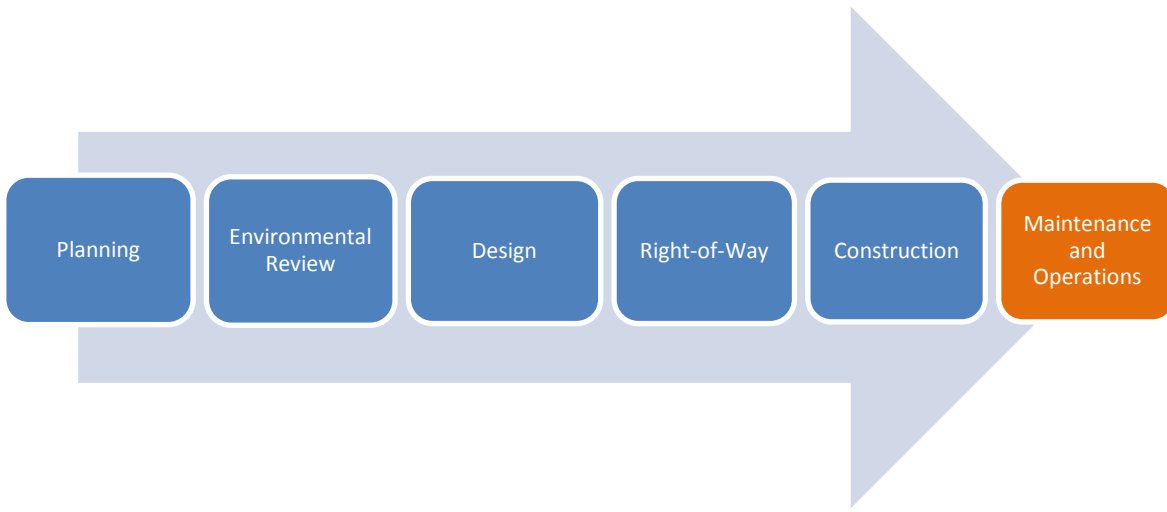 Planning
Environmental
Review
Design
Right-of-Way
Construction
Maintenance
and
Operations